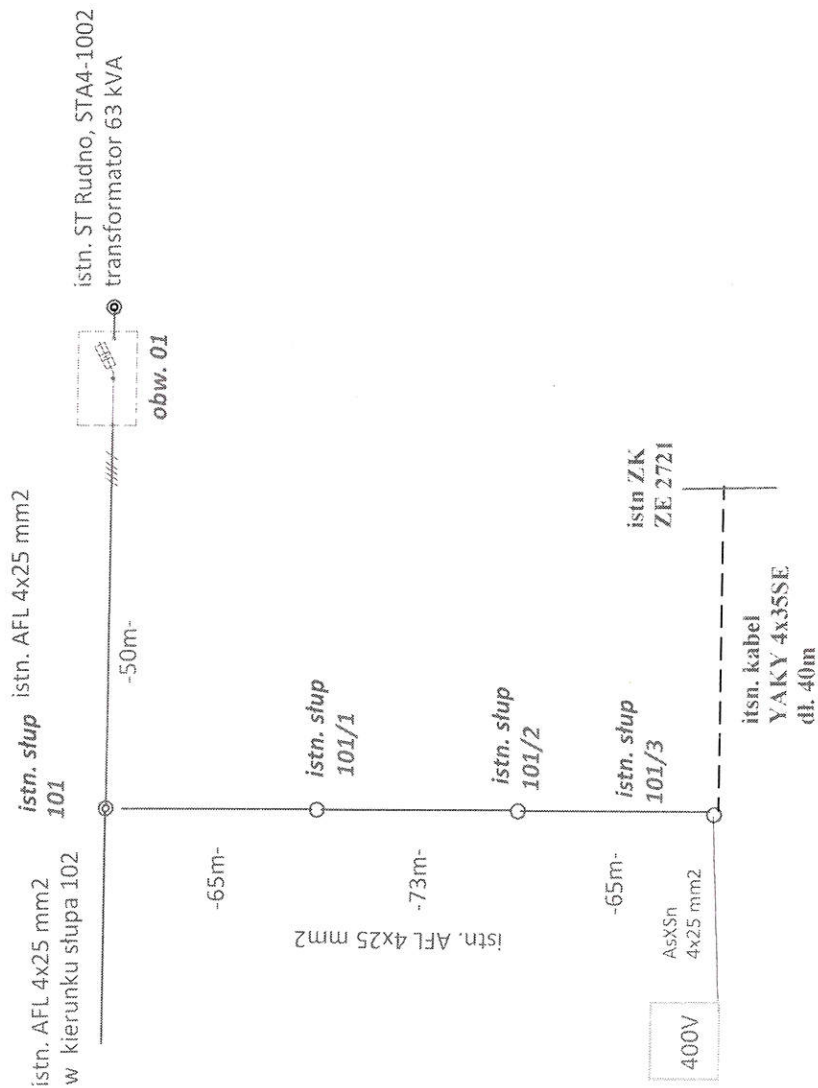 istn. AFL 4x25 mm2
w kierunku słupa 102
istn. słup
101
istn. AFL 4x25 mm2
istn. ST Rudno, STA4-1002
transformator 63 kVA
obw. 01
-50m-
-65m-
istn. słup
101/1
-73m-
istn. AFL 4x25 mm2
istn. słup
101/2
-65m-
istn. słup
101/3
istn ZK
ZE 2721
AsXSn
4x25 mm2
400V
itsn. kabel
YAKY 4x35SE
dł. 40m